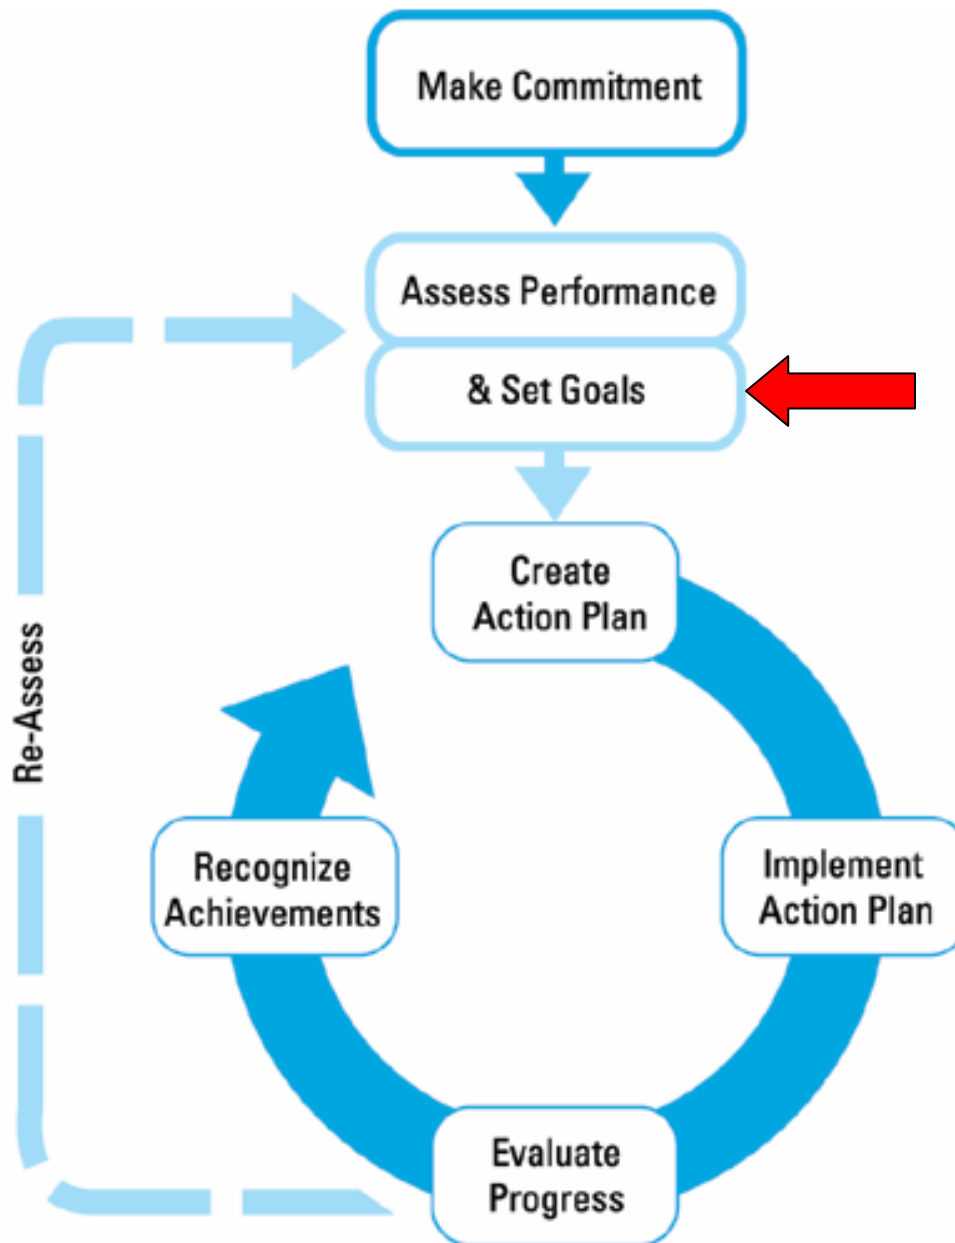 Make Commitment
Assess Performance
& Set Goals
Create
Action Plan
Re-Assess
Recognize
Achievements
Implement
Action Plan
Evaluate
Progress